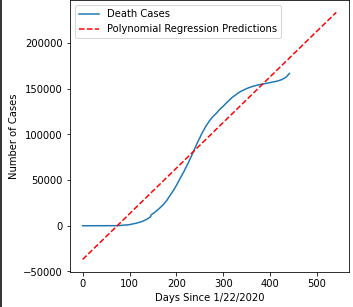 Death Cases
Polynomial Regression Predictions
Number of Cases
200000
150000
100000
50000
0
−50000
0 100 200 300 400 500
Days Since 1/22/2020